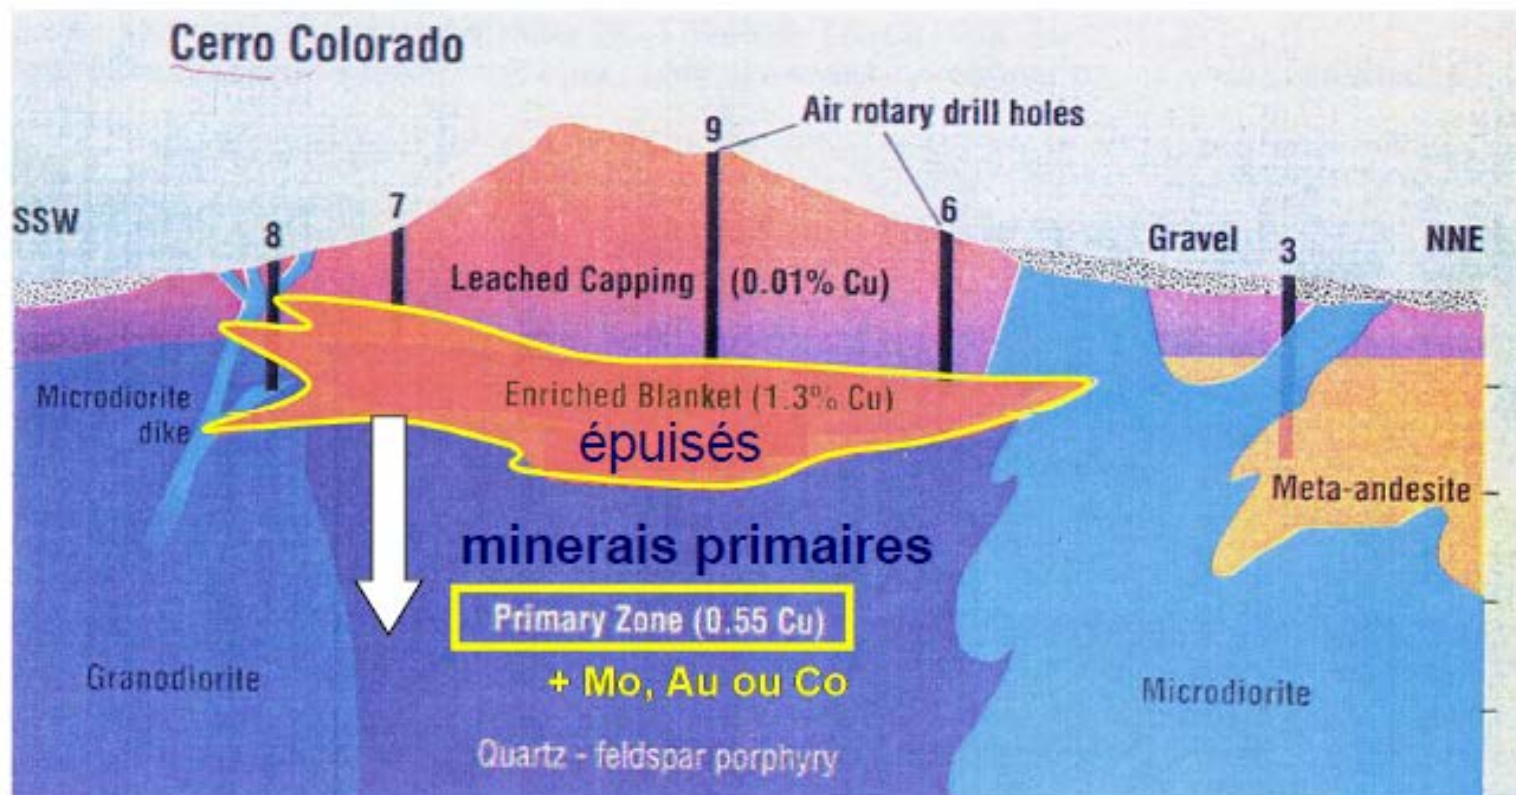 Cerro Colorado
Air rotary drill holes
9
7
6
SSW
8
Gravel
3
NNE
Leached Capping (0.01% Cu)
Microdiorite
dike
Enriched Blanket (1.3% Cu)
épuisés
Meta-andesite
minerais primaires
Primary Zone (0.55 Cu)
+ Mo, Au ou Co
Granodiorite
Microdiorite
Quartz - feldspar porphyry